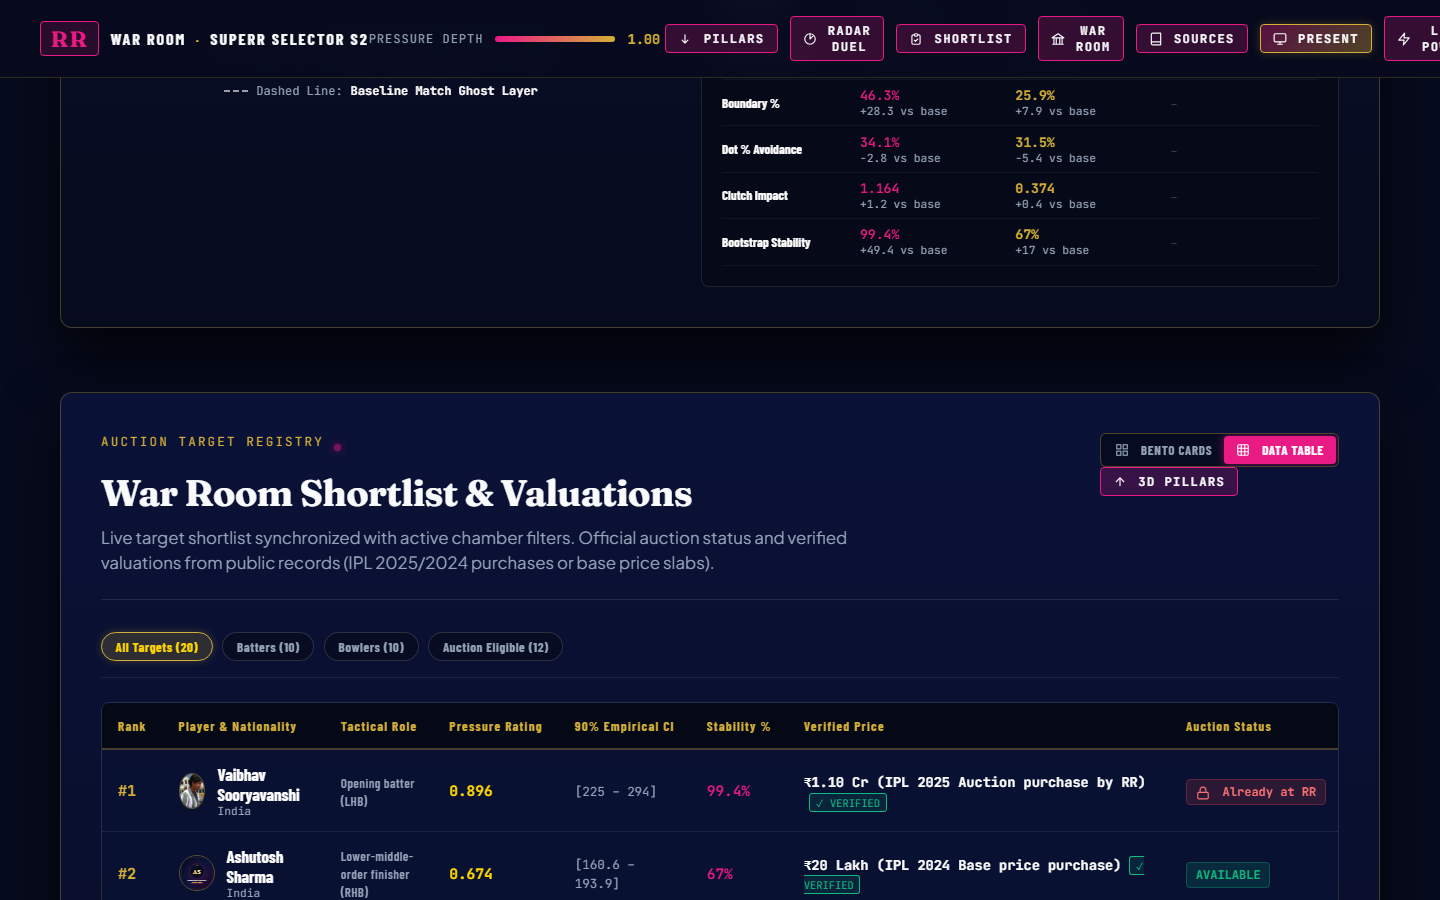 RR WAR ROOM · SUPERR SELECTOR S2 PRESSURE DEPTH 1.00 PILLARS RADAR DUEL SHORTLIST WAR ROOM SOURCES PRESENT
Dashed Line: Baseline Match Ghost Layer
Boundary % 46.3% 25.9% –
+28.3 vs base +7.9 vs base
Dot % Avoidance 34.1% 31.5% –
-2.8 vs base -5.4 vs base
Clutch Impact 1.164 0.374 –
+1.2 vs base +0.4 vs base
Bootstrap Stability 99.4% 67% –
+49.4 vs base +17 vs base
AUCTION TARGET REGISTRY
BENTO CARDS DATA TABLE
3D PILLARS
War Room Shortlist & Valuations
Live target shortlist synchronized with active chamber filters. Official auction status and verified
valuations from public records (IPL 2025/2024 purchases or base price slabs).
All Targets (20) Batters (10) Bowlers (10) Auction Eligible (12)
Rank Player & Nationality Tactical Role Pressure Rating 90% Empirical CI Stability % Verified Price Auction Status
#1 Vaibhav Sooryavanshi India Opening batter (LHB) 0.896 [225 – 294] 99.4% ₹1.10 Cr (IPL 2025 Auction purchase by RR) ✓ VERIFIED Already at RR
#2 AS Ashutosh Sharma India Lower-middle-order finisher (RHB) 0.674 [160.6 – 193.9] 67% ₹20 Lakh (IPL 2024 Base price purchase) ✓ VERIFIED AVAILABLE